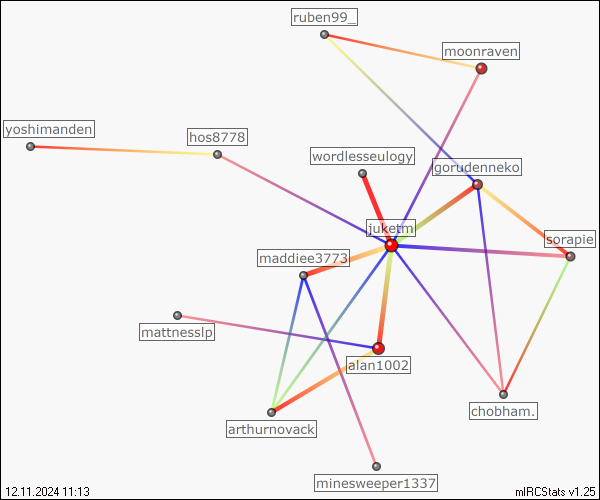 ruben99_
moonraven
yoshimanden
hos8778
wordlesseulogy
gorudenneko
juketm
sorapie
maddiee3773
mattnesslp
alan1002
chobham.
arthurnovack
minesweeper1337
12.11.2024 11:13
mIRCStats v1.25